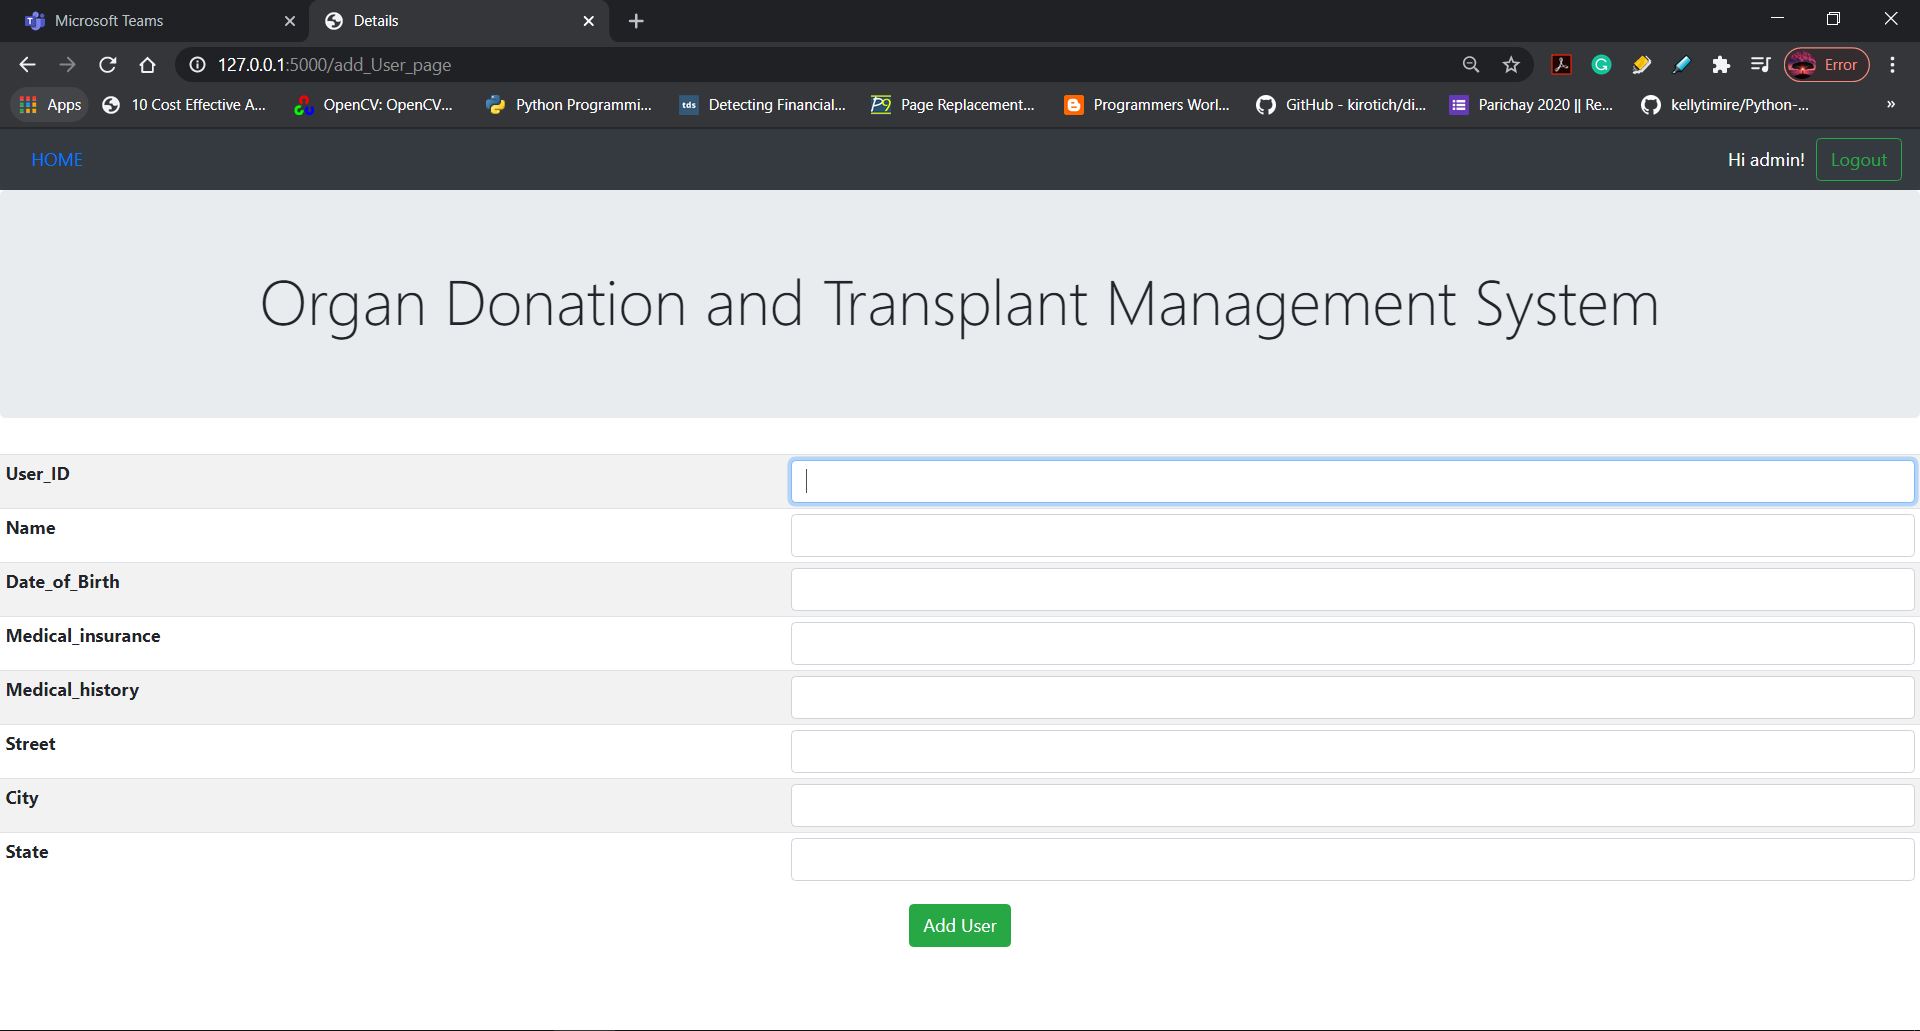 Microsoft Teams
Details
127.0.0.1:5000/add_User_page
Error
Apps
10 Cost Effective A...
OpenCV: OpenCV...
Python Programmi...
tds
Detecting Financial...
Page Replacement...
Programmers Worl...
GitHub - kirotich/di...
Parichay 2020 || Re...
kellytimire/Python-...
»
HOME
Hi admin!
Logout
Organ Donation and Transplant Management System
User_ID
Name
Date_of_Birth
Medical_insurance
Medical_history
Street
City
State
Add User